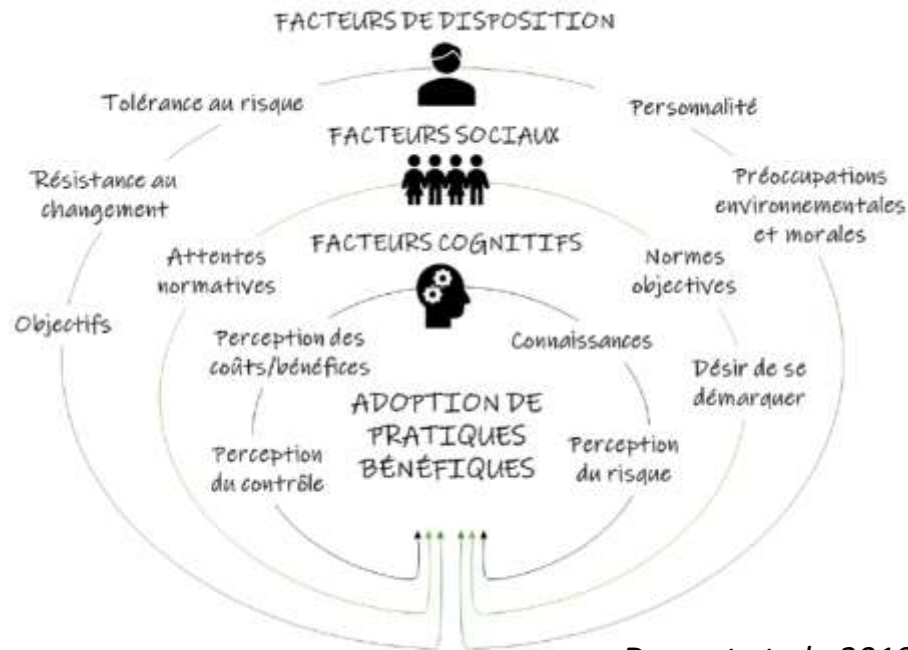 FACTEURS DE DISPOSITION
Tolérance au risque
Personnalité
FACTEURS SOCIAUX
Résistance au
changement
Préoccupations
environnementales
et morales
FACTEURS COGNITIFS
Attentes
normatives
Normes
objectives
Objectifs
Perception des
coûts/bénéfices
Connaissances
Désir de se
démarquer
ADOPTION DE
PRATIQUES
BÉNÉFIQUES
Perception
du contrôle
Perception
du risque